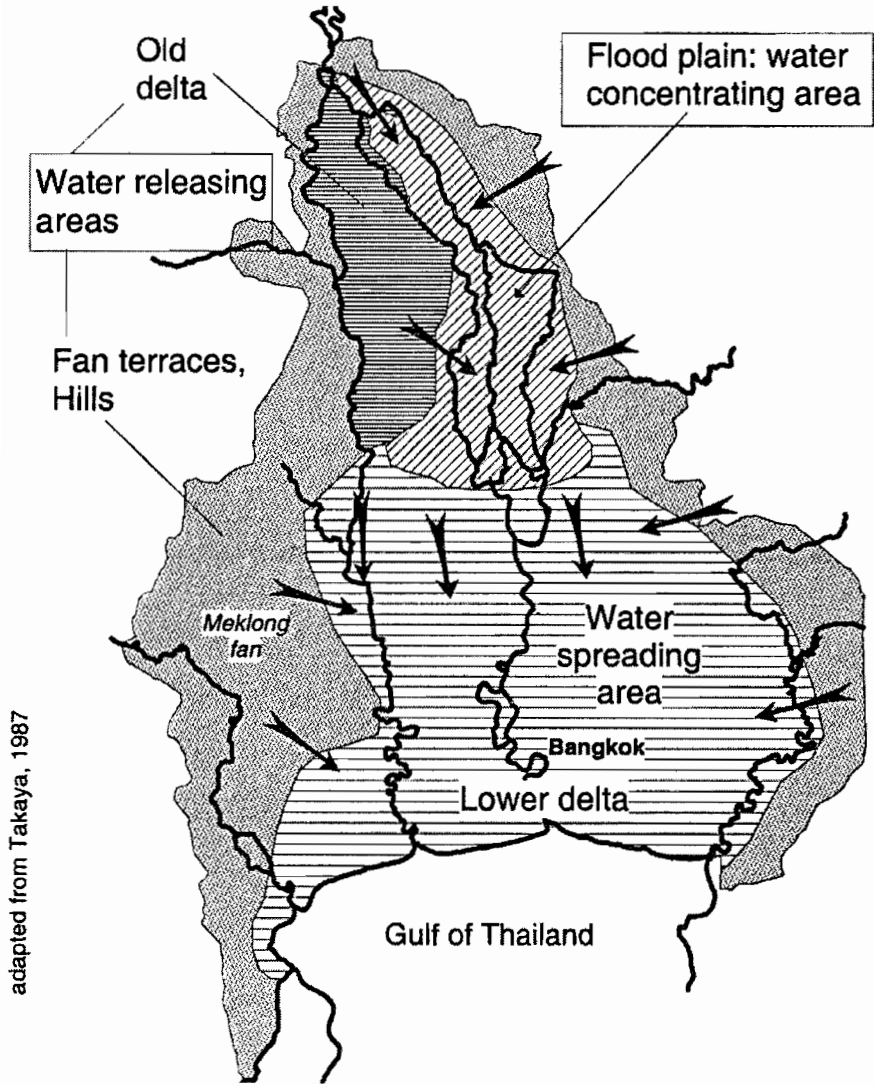 Old
delta
Flood plain: water
concentrating area
Water releasing
areas
Fan terraces,
Hills
Meklong
fan
Water
spreading
area
Bangkok
Lower delta
Gulf of Thailand
adapted from Takaya, 1987